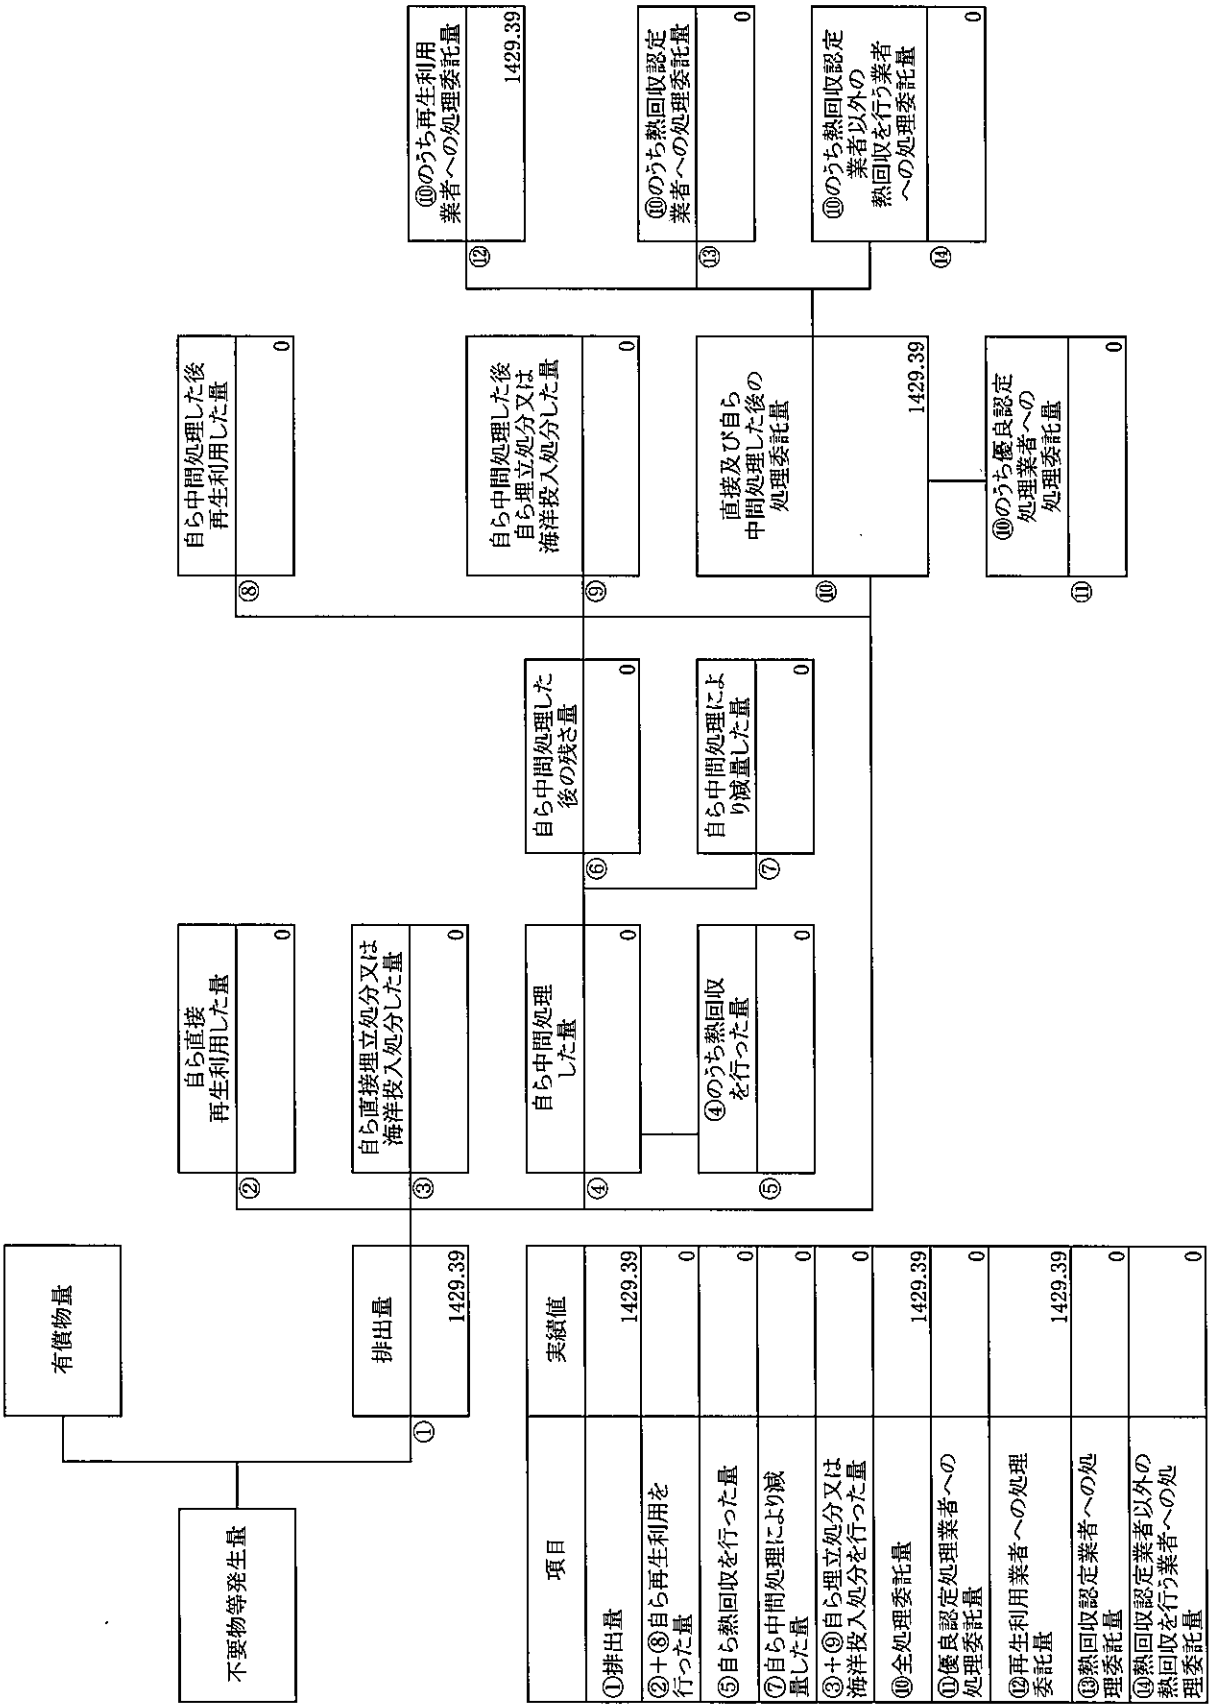 不要物等発生量
有償物量
排出量
①
1429.39
自ら直接
再生利用した量
②
0
自ら直接埋立処分又は
海洋投入処分した量
③
0
自ら中間処理
した量
④
0
④のうち熱回収
を行った量
⑤
0
自ら中間処理した
後の残さ量
⑥
0
自ら中間処理によ
り減量した量
⑦
0
自ら中間処理した後
再生利用した量
⑧
0
自ら中間処理した後
自ら埋立処分又は
海洋投入処分した量
⑨
0
直接及び自ら
中間処理した後の
処理委託量
⑩
1429.39
⑩のうち優良認定
処理業者への
処理委託量
⑪
0
⑩のうち再生利用
業者への処理委託量
⑫
1429.39
⑩のうち熱回収認定
業者への処理委託量
⑬
0
⑩のうち熱回収認定
業者以外の
熱回収を行う業者
への処理委託量
⑭
0
項目 実績値
①排出量 1429.39
②+⑧自ら再生利用を
行った量 0
⑤自ら熱回収を行った量 0
⑦自ら中間処理により減
量した量 0
③+⑨自ら埋立処分又は
海洋投入処分を行った量 0
⑩全処理委託量 1429.39
⑪優良認定処理業者への
処理委託量 0
⑫再生利用業者への処理
委託量 1429.39
⑬熱回収認定業者への処
理委託量 0
⑭熱回収認定業者以外の
熱回収を行う業者への処
理委託量 0